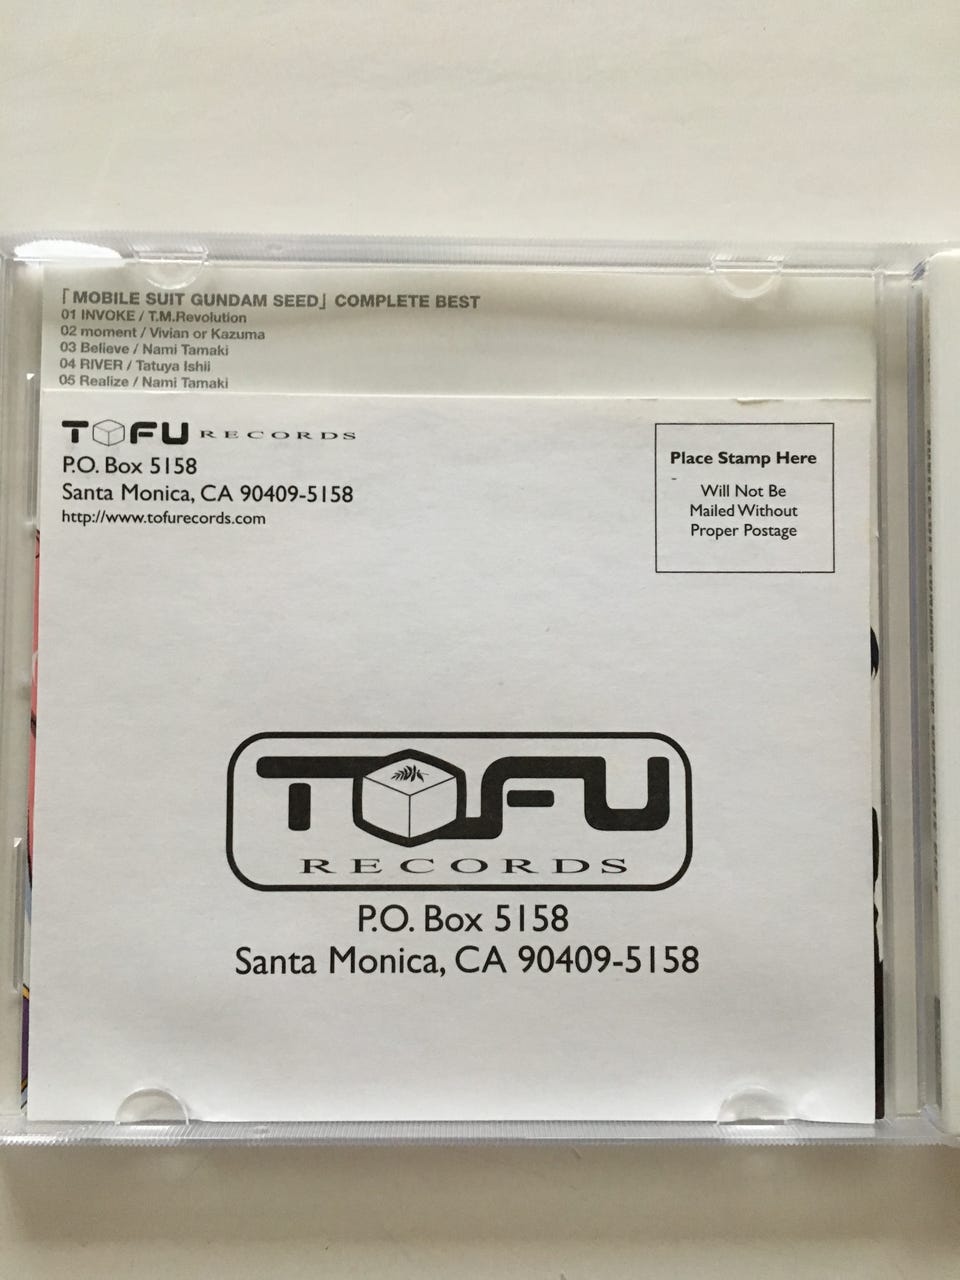 「MOBILE SUIT GUNDAM SEED」 COMPLETE BEST
01 INVOKE / T.M.Revolution
02 moment / Vivian or Kazuma
03 Believe / Nami Tamaki
04 RIVER / Tatuya Ishii
05 Realize / Nami Tamaki
TOFU RECORDS
P.O. Box 5158
Santa Monica, CA 90409-5158
http://www.tofurecords.com
Place Stamp Here
Will Not Be
Mailed Without
Proper Postage
TOFU
RECORDS
P.O. Box 5158
Santa Monica, CA 90409-5158